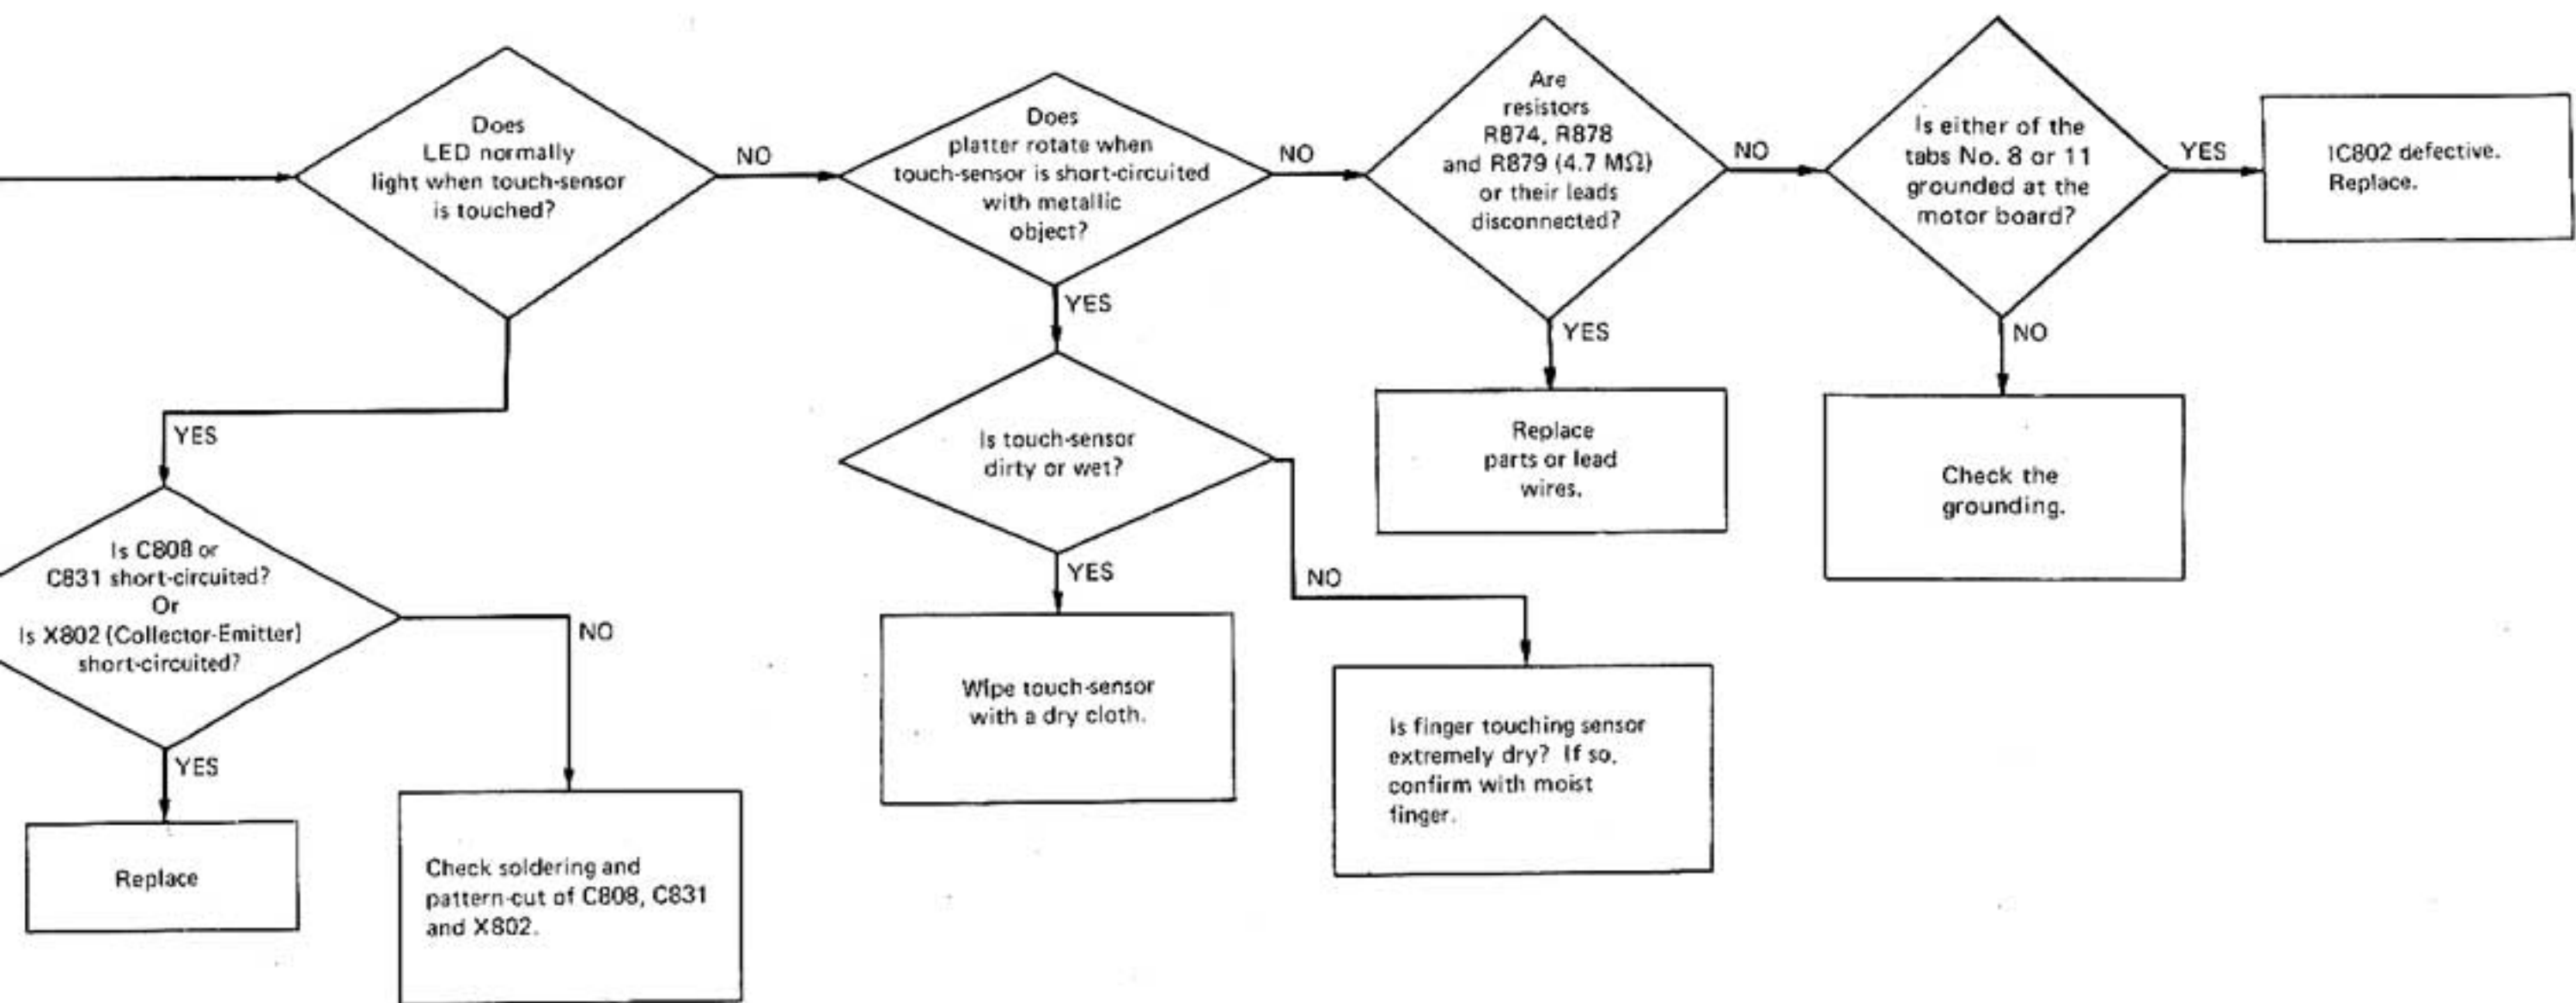 Does
LED normally
light when touch-sensor
is touched?
NO
Does
platter rotate when
touch-sensor is short-circuited
with metallic
object?
NO
Are
resistors
R874, R878
and R879 (4.7 MΩ)
or their leads
disconnected?
NO
Is either of the
tabs No. 8 or 11
grounded at the
motor board?
YES
IC802 defective.
Replace.
YES
YES
NO
YES
Is touch-sensor
dirty or wet?
Replace
parts or lead
wires.
Check the
grounding.
Is C808 or
C831 short-circuited?
Or
Is X802 (Collector-Emitter)
short-circuited?
NO
YES
NO
Wipe touch-sensor
with a dry cloth.
Is finger touching sensor
extremely dry? If so,
confirm with moist
finger.
YES
Replace
Check soldering and
pattern-cut of C808, C831
and X802.